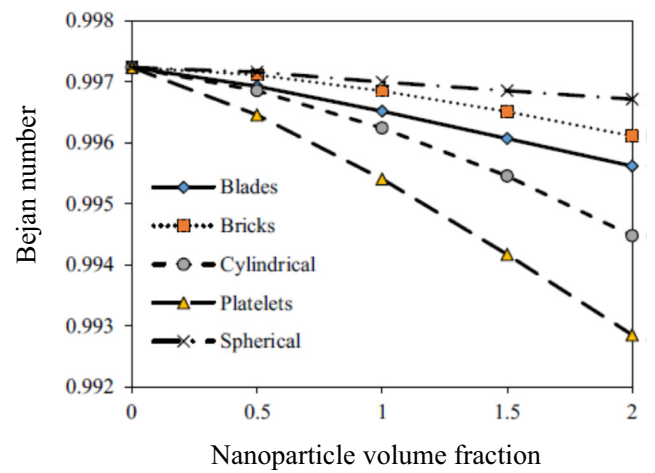 0.998
0.997
0.996
0.995
0.994
0.993
0.992
Bejan number
Blades
Bricks
Cylindrical
Platelets
Spherical
0 0.5 1 1.5 2
Nanoparticle volume fraction